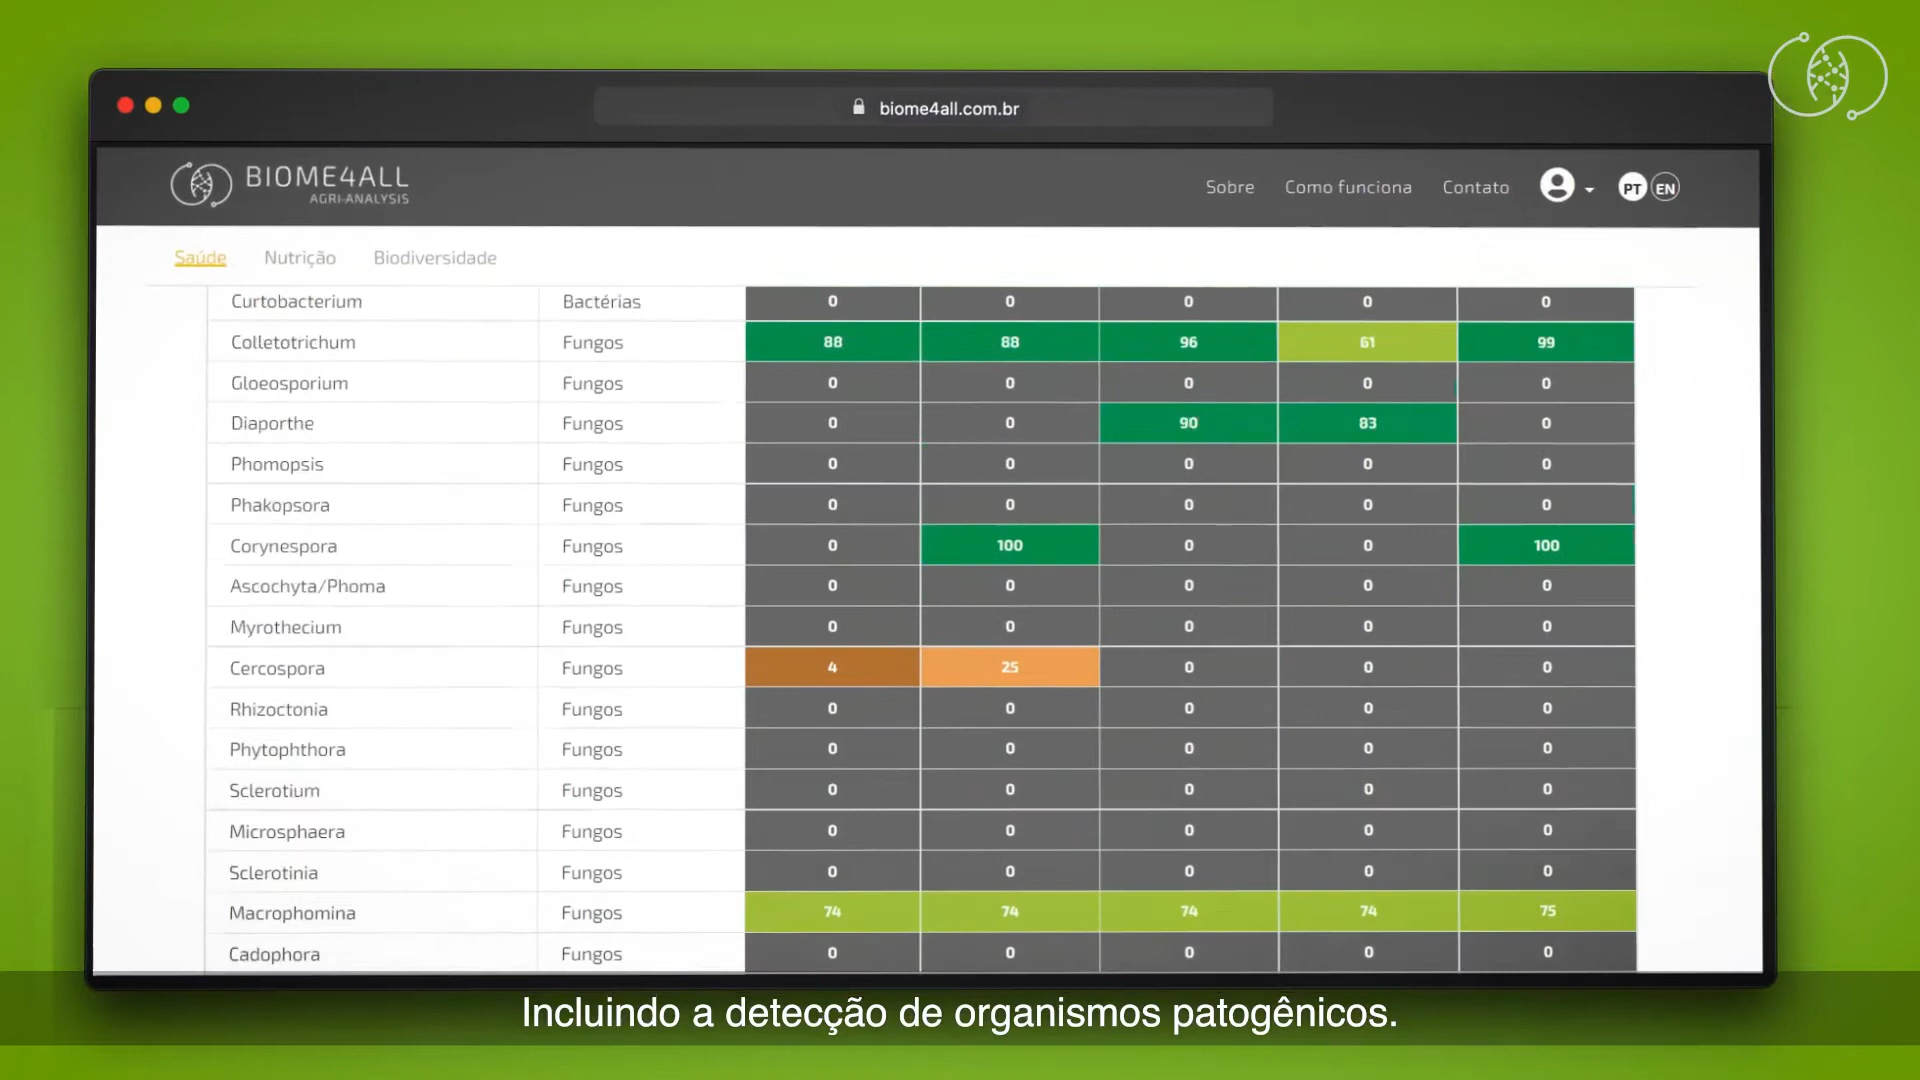 biome4all.com.br
BIOME4ALL
AGRI-ANALYSIS
Sobre Como funciona Contato PT EN
Saúde Nutrição Biodiversidade
Curtobacterium Bactérias 0 0 0 0 0
Colletotrichum Fungos 88 88 96 61 99
Gloeosporium Fungos 0 0 0 0 0
Diaporthe Fungos 0 0 90 83 0
Phomopsis Fungos 0 0 0 0 0
Phakopsora Fungos 0 0 0 0 0
Corynespora Fungos 0 100 0 0 100
Ascochyta/Phoma Fungos 0 0 0 0 0
Myrothecium Fungos 0 0 0 0 0
Cercospora Fungos 4 25 0 0 0
Rhizoctonia Fungos 0 0 0 0 0
Phytophthora Fungos 0 0 0 0 0
Sclerotium Fungos 0 0 0 0 0
Microsphaera Fungos 0 0 0 0 0
Sclerotinia Fungos 0 0 0 0 0
Macrophomina Fungos 74 74 74 74 75
Cadophora Fungos 0 0 0 0 0
Incluindo a detecção de organismos patogênicos.